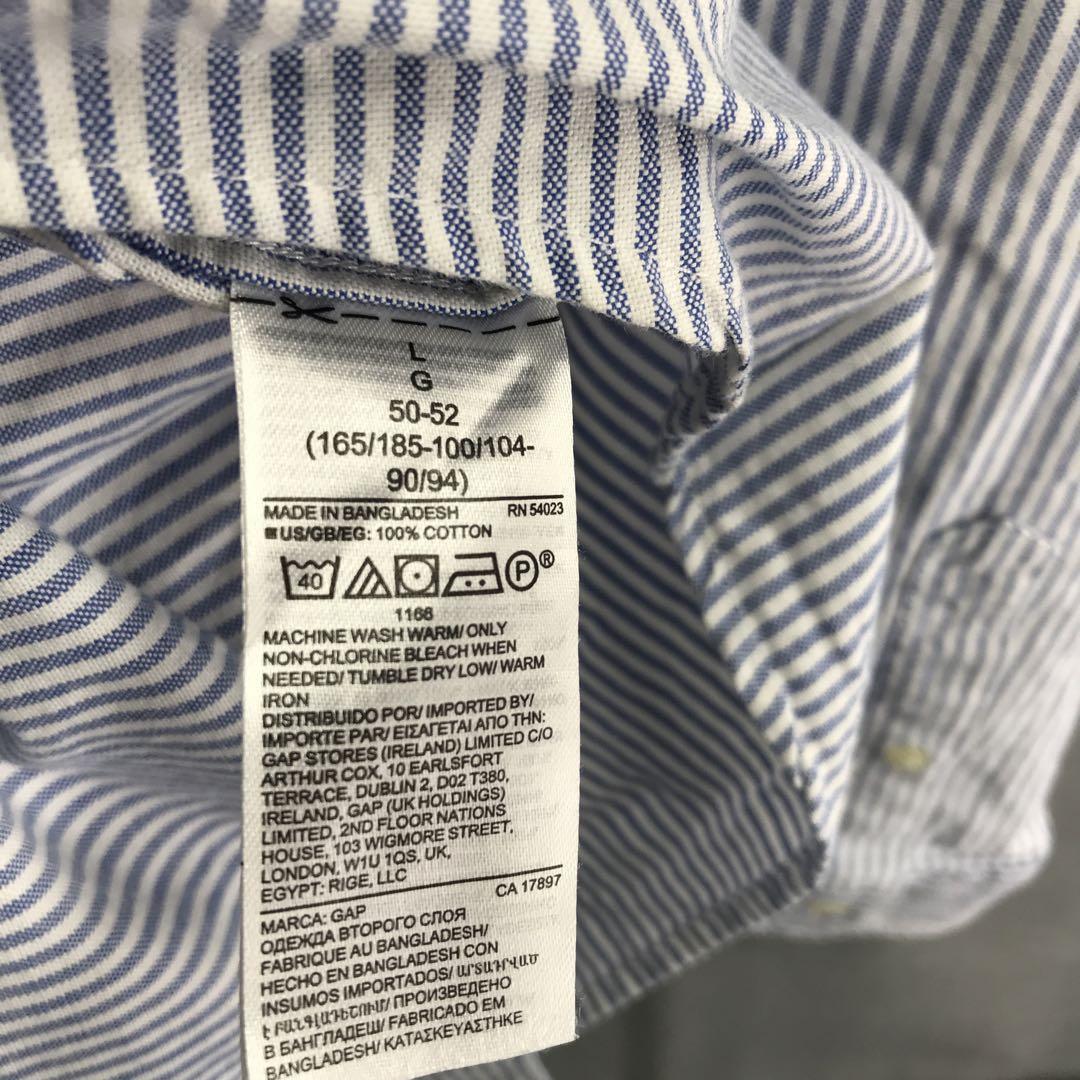 L
G
50-52
(165/185-100/104-
90/94)
MADE IN BANGLADESH RN 54023
US/GB/EG: 100% COTTON
40 P®
1168
MACHINE WASH WARM/ ONLY
NON-CHLORINE BLEACH WHEN
NEEDED/ TUMBLE DRY LOW/ WARM
IRON
DISTRIBUIDO POR/ IMPORTED BY/
IMPORTE PAR/ ΕΙΣΑΓΕΤΑΙ ΑΠΟ ΤΗΝ:
GAP STORES (IRELAND) LIMITED C/O
ARTHUR COX, 10 EARLSFORT
TERRACE, DUBLIN 2, D02 T380,
IRELAND, GAP (UK HOLDINGS)
LIMITED, 2ND FLOOR NATIONS
HOUSE, 103 WIGMORE STREET,
LONDON, W1U 1QS, UK,
EGYPT: RIGE, LLC
CA 17897
MARCA: GAP
ОДЕЖДА ВТОРОГО СЛОЯ
FABRIQUE AU BANGLADESH/
HECHO EN BANGLADESH CON
INSUMOS IMPORTADOS/ ԱՐՏԱԴՐՎԱԾ
Է ԲԱՆԳԼԱԴԵՇՈՒՄ/ ПРОИЗВЕДЕНО
В БАНГЛАДЕШ/ FABRICADO EM
BANGLADESH/ ΚΑΤΑΣΚΕΥΑΣΤΗΚΕ